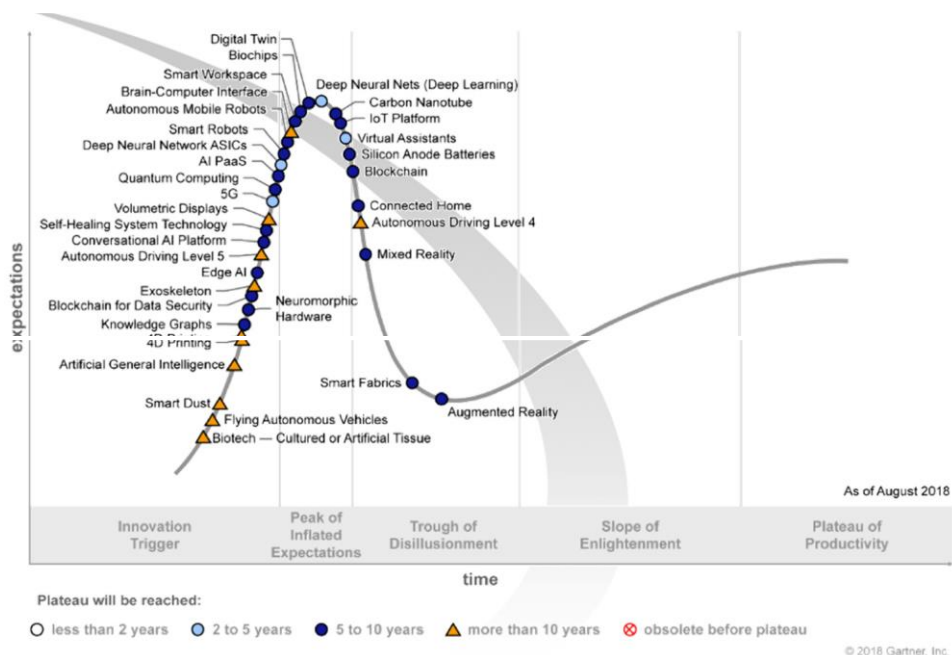 Digital Twin
Biochips
Smart Workspace
Brain-Computer Interface
Autonomous Mobile Robots
Smart Robots
Deep Neural Network ASICs
AI PaaS
Quantum Computing
5G
Volumetric Displays
Self-Healing System Technology
Conversational AI Platform
Autonomous Driving Level 5
Edge AI
Exoskeleton
Blockchain for Data Security
Neuromorphic
Hardware
Knowledge Graphs
4D Printing
4D Printing
Artificial General Intelligence
Smart Dust
Flying Autonomous Vehicles
Biotech — Cultured or Artificial Tissue
Deep Neural Nets (Deep Learning)
Carbon Nanotube
IoT Platform
Virtual Assistants
Silicon Anode Batteries
Blockchain
Connected Home
Autonomous Driving Level 4
Mixed Reality
Smart Fabrics
Augmented Reality
expectations
As of August 2018
Innovation
Trigger
Peak of
Inflated
Expectations
Trough of
Disillusionment
Slope of
Enlightenment
Plateau of
Productivity
time
Plateau will be reached:
less than 2 years
2 to 5 years
5 to 10 years
more than 10 years
obsolete before plateau
© 2018 Gartner, Inc.